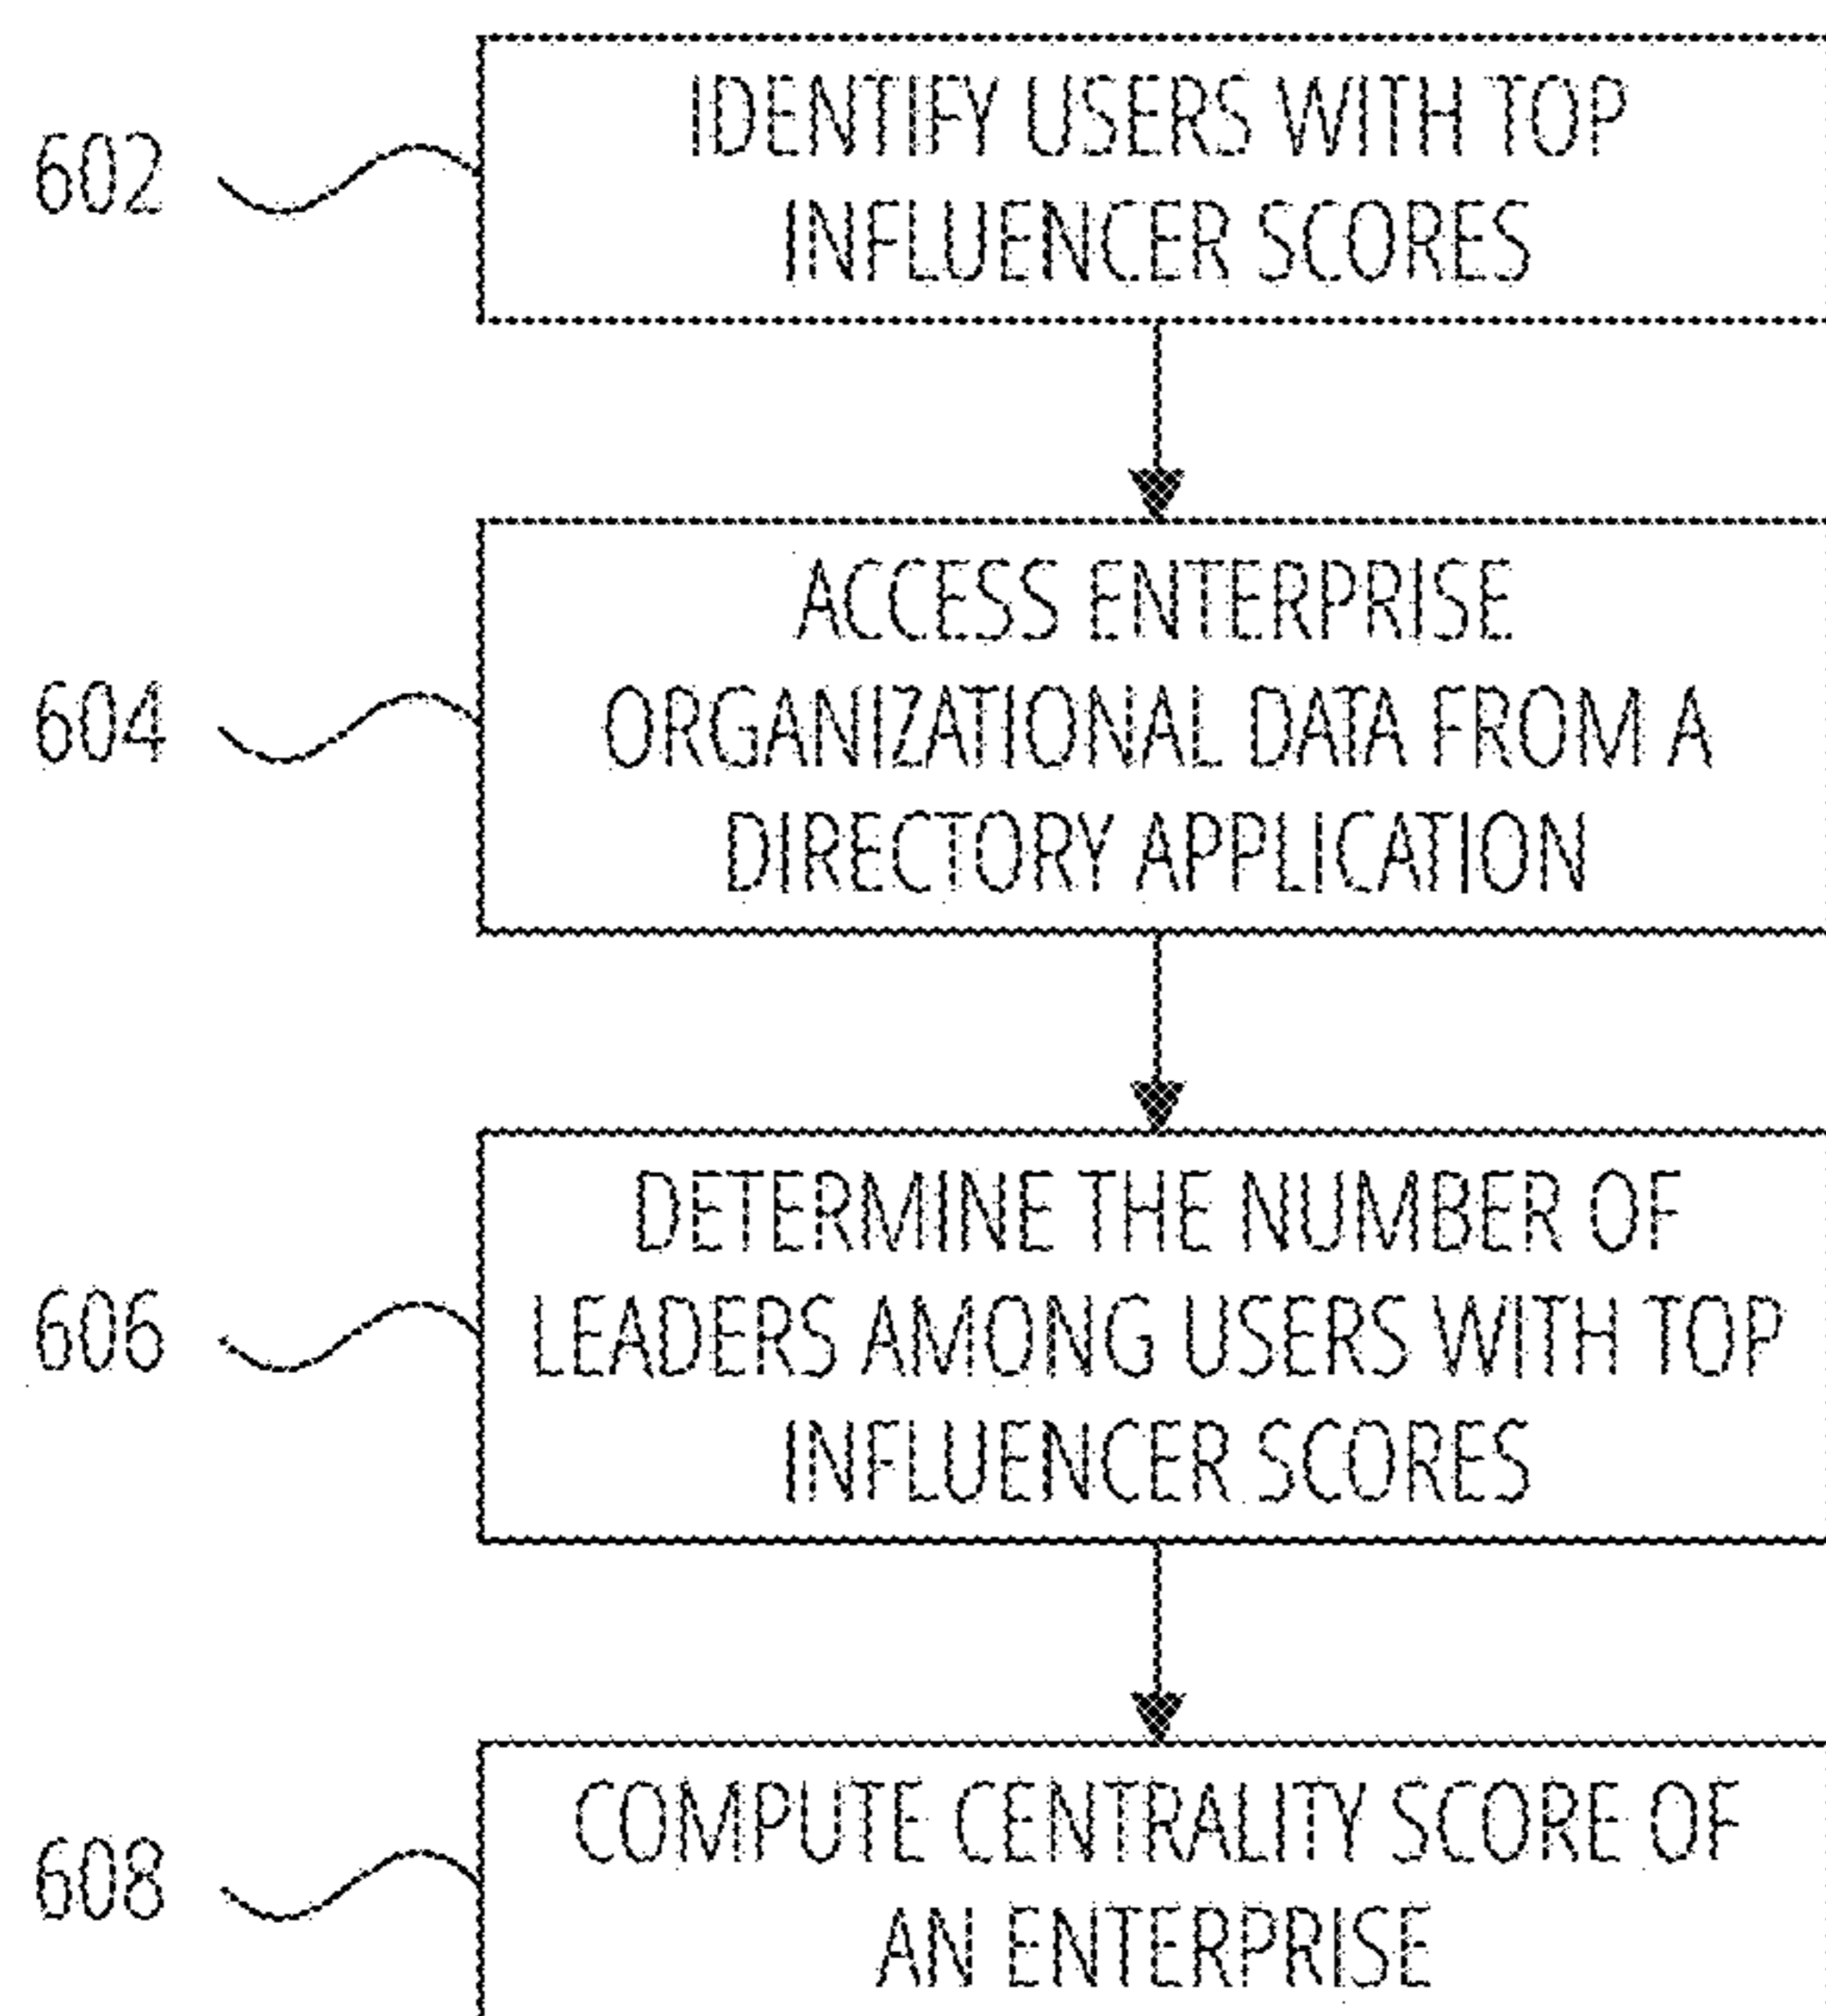 IDENTIFY USERS WITH TOP
602
INFLUENCER SCORES
ACCESS ENTERPRISE
604
ORGANIZATIONAL DATA FROM A
DIRECTORY APPLICATION
DETERMINE THE NUMBER OF
606
LEADERS AMONG USERS WITH TOP
INFLUENCER SCORES
COMPUTE CENTRALITY SCORE OF
608
AN ENTERPRISE